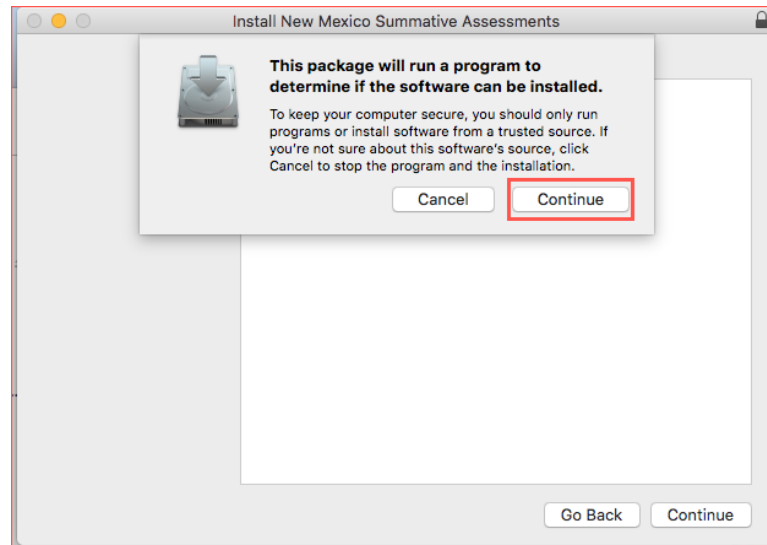 Install New Mexico Summative Assessments
This package will run a program to
determine if the software can be installed.
To keep your computer secure, you should only run
programs or install software from a trusted source. If
you're not sure about this software's source, click
Cancel to stop the program and the installation.
Cancel
Continue
Go Back
Continue